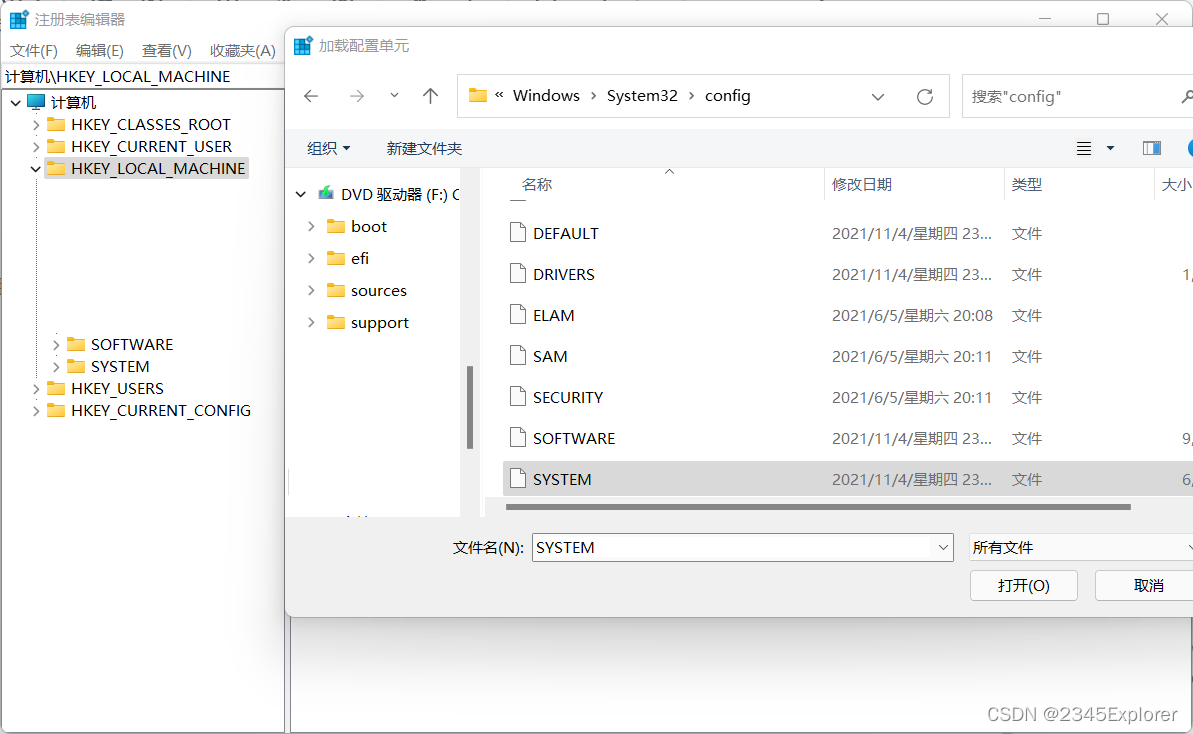 注册表编辑器
文件(F) 编辑(E) 查看(V) 收藏夹(A)
计算机\HKEY_LOCAL_MACHINE
计算机
HKEY_CLASSES_ROOT
HKEY_CURRENT_USER
HKEY_LOCAL_MACHINE
SOFTWARE
SYSTEM
HKEY_USERS
HKEY_CURRENT_CONFIG
加载配置单元
« Windows › System32 › config
搜索"config"
组织 新建文件夹
DVD 驱动器 (F:) C
boot
efi
sources
support
名称 修改日期 类型 大小
DEFAULT 2021/11/4/星期四 23... 文件
DRIVERS 2021/11/4/星期四 23... 文件 1,
ELAM 2021/6/5/星期六 20:08 文件
SAM 2021/6/5/星期六 20:11 文件
SECURITY 2021/6/5/星期六 20:11 文件
SOFTWARE 2021/11/4/星期四 23... 文件 9,
SYSTEM 2021/11/4/星期四 23... 文件 6,
文件名(N): SYSTEM 所有文件
打开(O) 取消
CSDN @2345Explorer